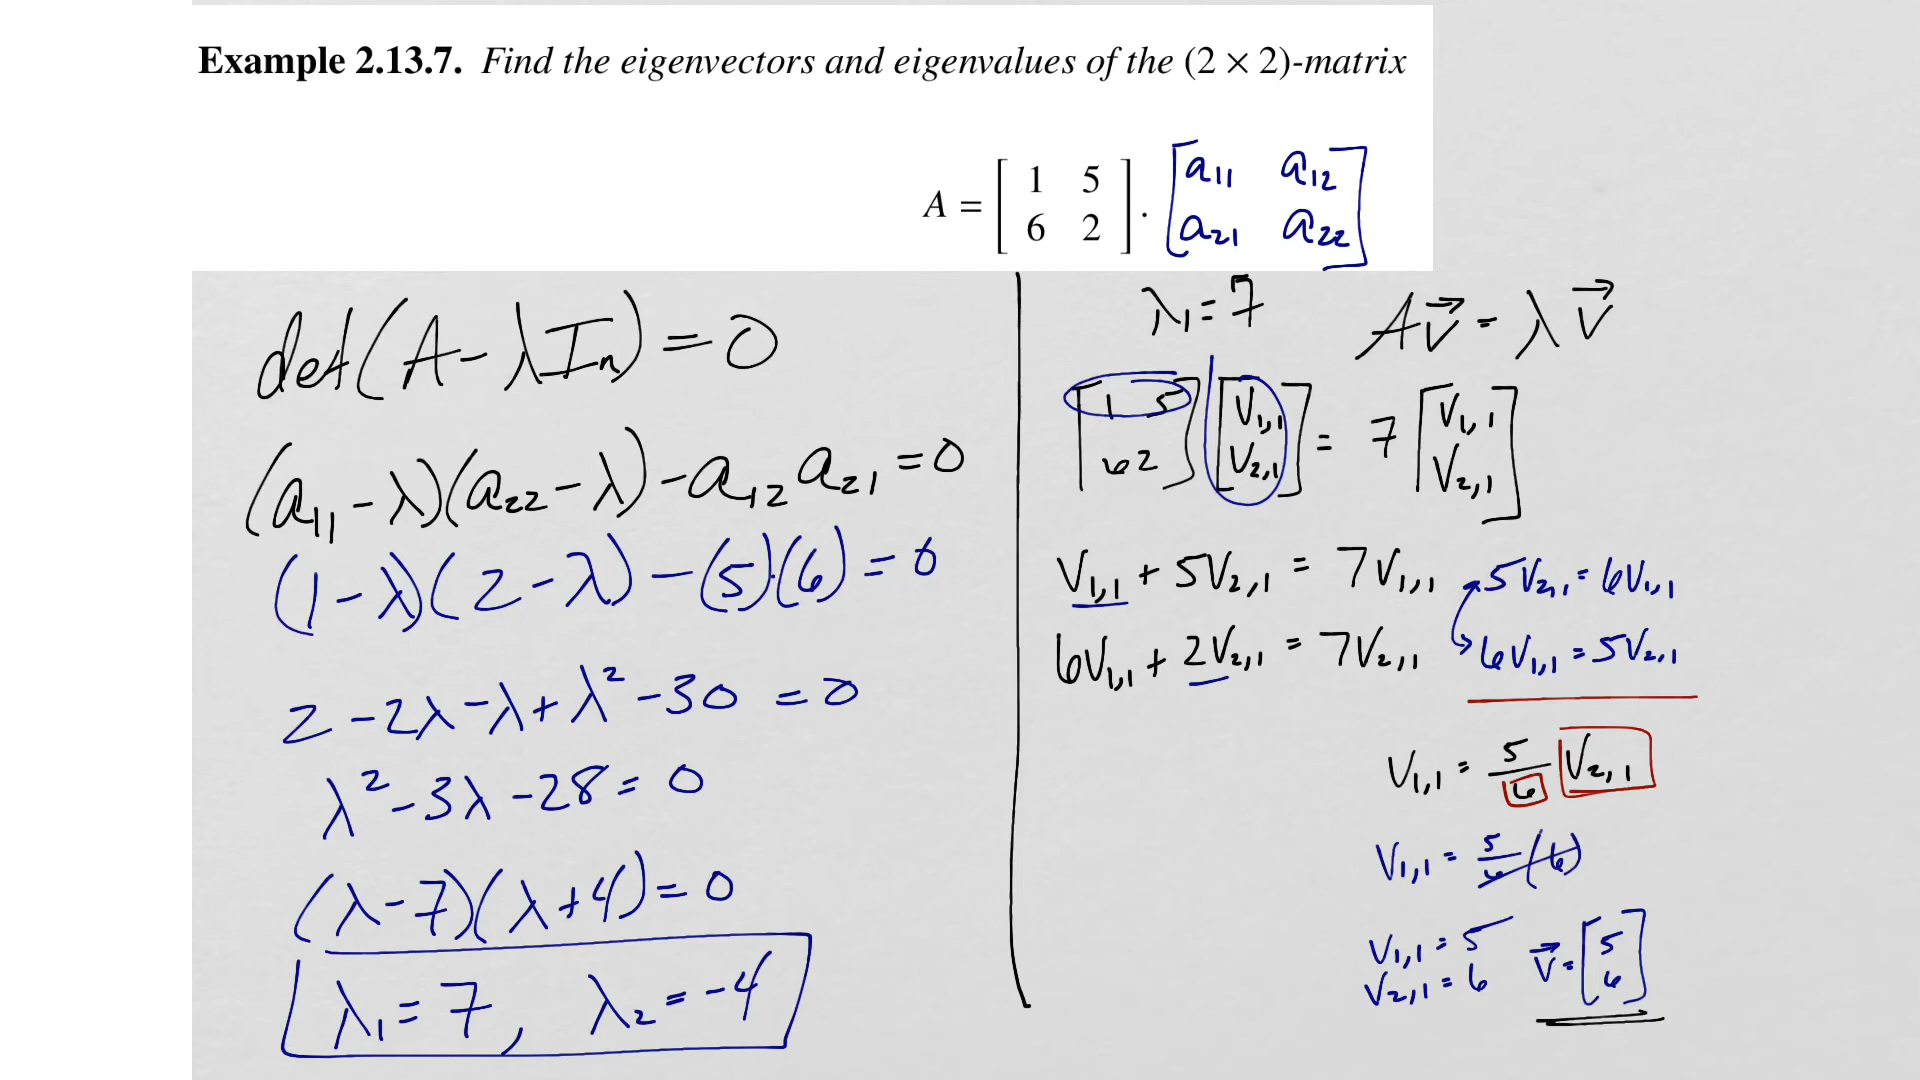 Example 2.13.7. Find the eigenvectors and eigenvalues of the (2 × 2)-matrix
A = [ 1 5
6 2 ]. [ a11 a12
a21 a22 ]
det(A - λIn) = 0
(a11 - λ)(a22 - λ) - a12 a21 = 0
(1 - λ)(2 - λ) - (5)(6) = 0
2 - 2λ - λ + λ² - 30 = 0
λ² - 3λ - 28 = 0
(λ - 7)(λ + 4) = 0
λ1 = 7, λ2 = -4
λ1 = 7 Av⃗ = λv⃗
[ 1 5 ] [ V1,1 ] = 7 [ V1,1 ]
[ 6 2 ] [ V2,1 ] [ V2,1 ]
V1,1 + 5V2,1 = 7V1,1 5V2,1 = 6V1,1
6V1,1 + 2V2,1 = 7V2,1 6V1,1 = 5V2,1
V1,1 = 5/6 V2,1
V1,1 = 5/6 (6)
V1,1 = 5
V2,1 = 6
v⃗ = [ 5
6 ]